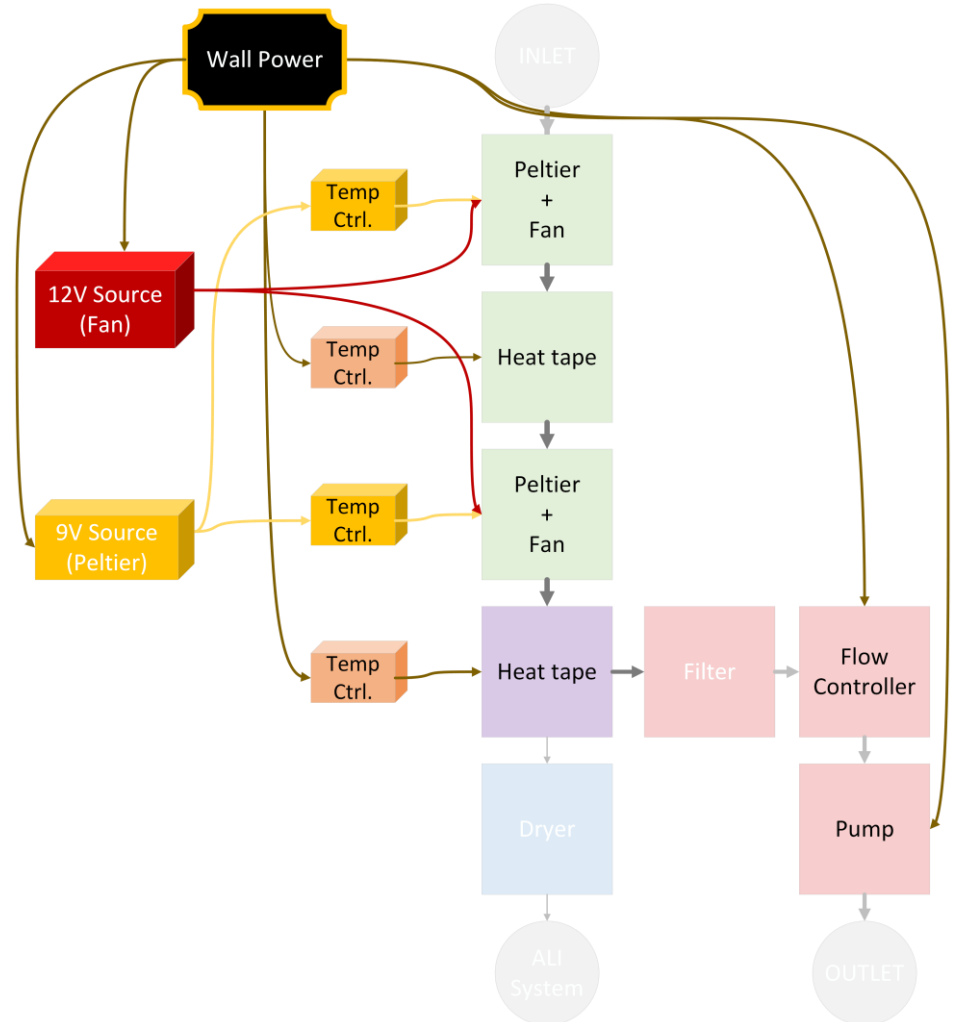 Wall Power
INLET
Peltier
+
Fan
Temp
Ctrl.
12V Source
(Fan)
Temp
Ctrl.
Heat tape
Peltier
+
Fan
Temp
Ctrl.
9V Source
(Peltier)
Temp
Ctrl.
Heat tape
Filter
Flow
Controller
Dryer
Pump
ALI
System
OUTLET